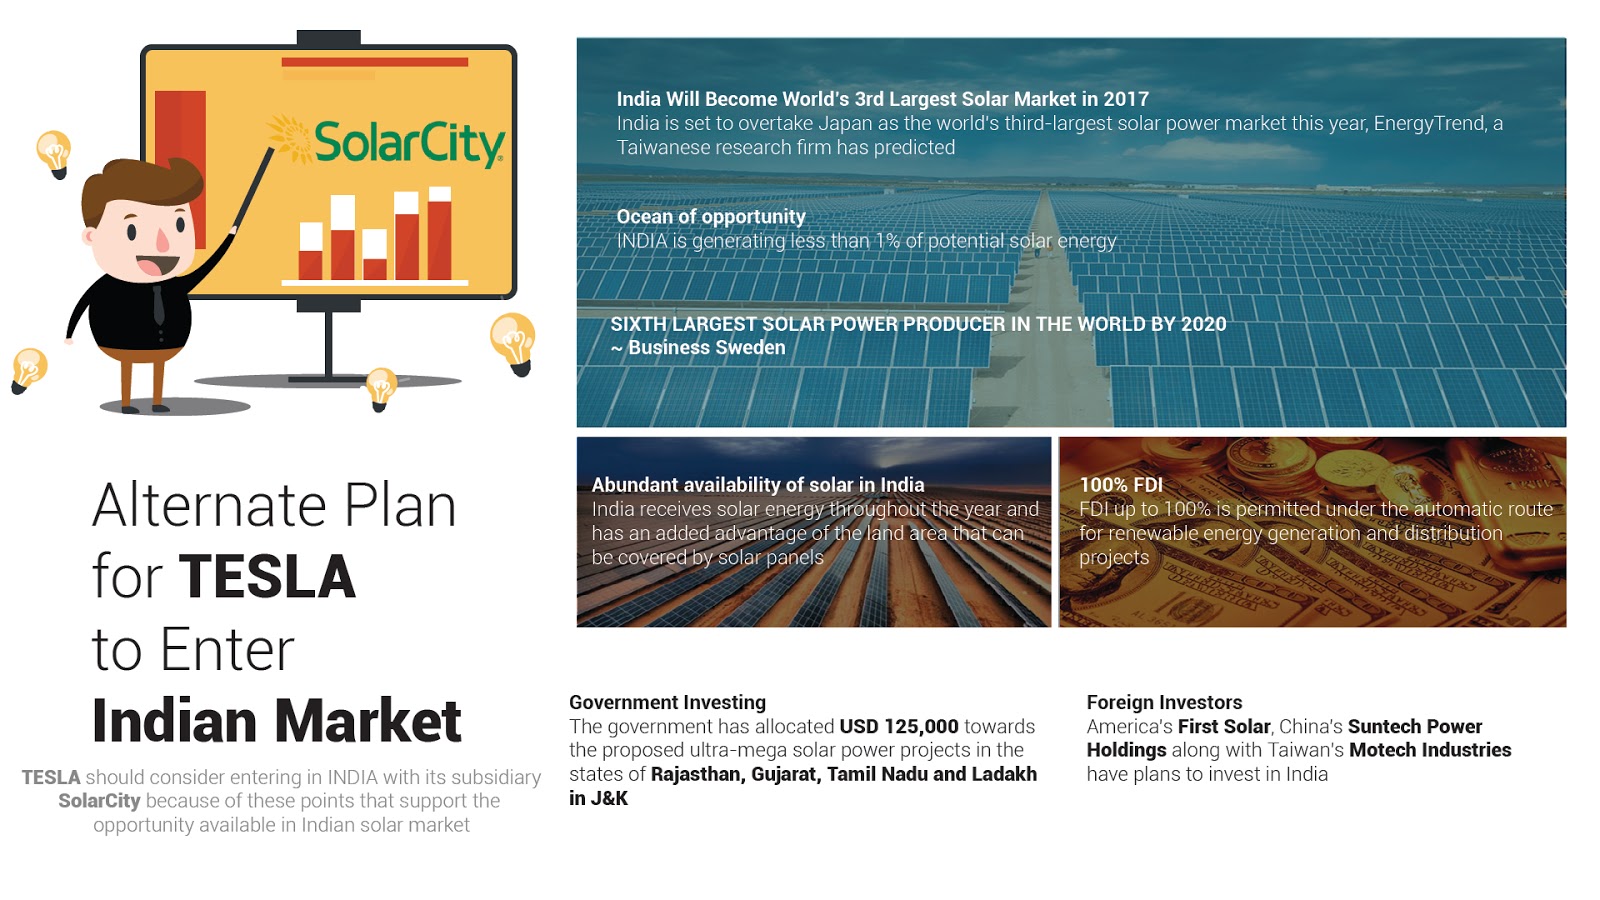 SolarCity
Alternate Plan
for TESLA
to Enter
Indian Market
TESLA should consider entering in INDIA with its subsidiary
SolarCity because of these points that support the
opportunity available in Indian solar market
India Will Become World's 3rd Largest Solar Market in 2017
India is set to overtake Japan as the world's third-largest solar power market this year, EnergyTrend, a
Taiwanese research firm has predicted
Ocean of opportunity
INDIA is generating less than 1% of potential solar energy
SIXTH LARGEST SOLAR POWER PRODUCER IN THE WORLD BY 2020
~ Business Sweden
Abundant availability of solar in India
India receives solar energy throughout the year and
has an added advantage of the land area that can
be covered by solar panels
100% FDI
FDI up to 100% is permitted under the automatic route
for renewable energy generation and distribution
projects
Government Investing
The government has allocated USD 125,000 towards
the proposed ultra-mega solar power projects in the
states of Rajasthan, Gujarat, Tamil Nadu and Ladakh
in J&K
Foreign Investors
America's First Solar, China's Suntech Power
Holdings along with Taiwan's Motech Industries
have plans to invest in India